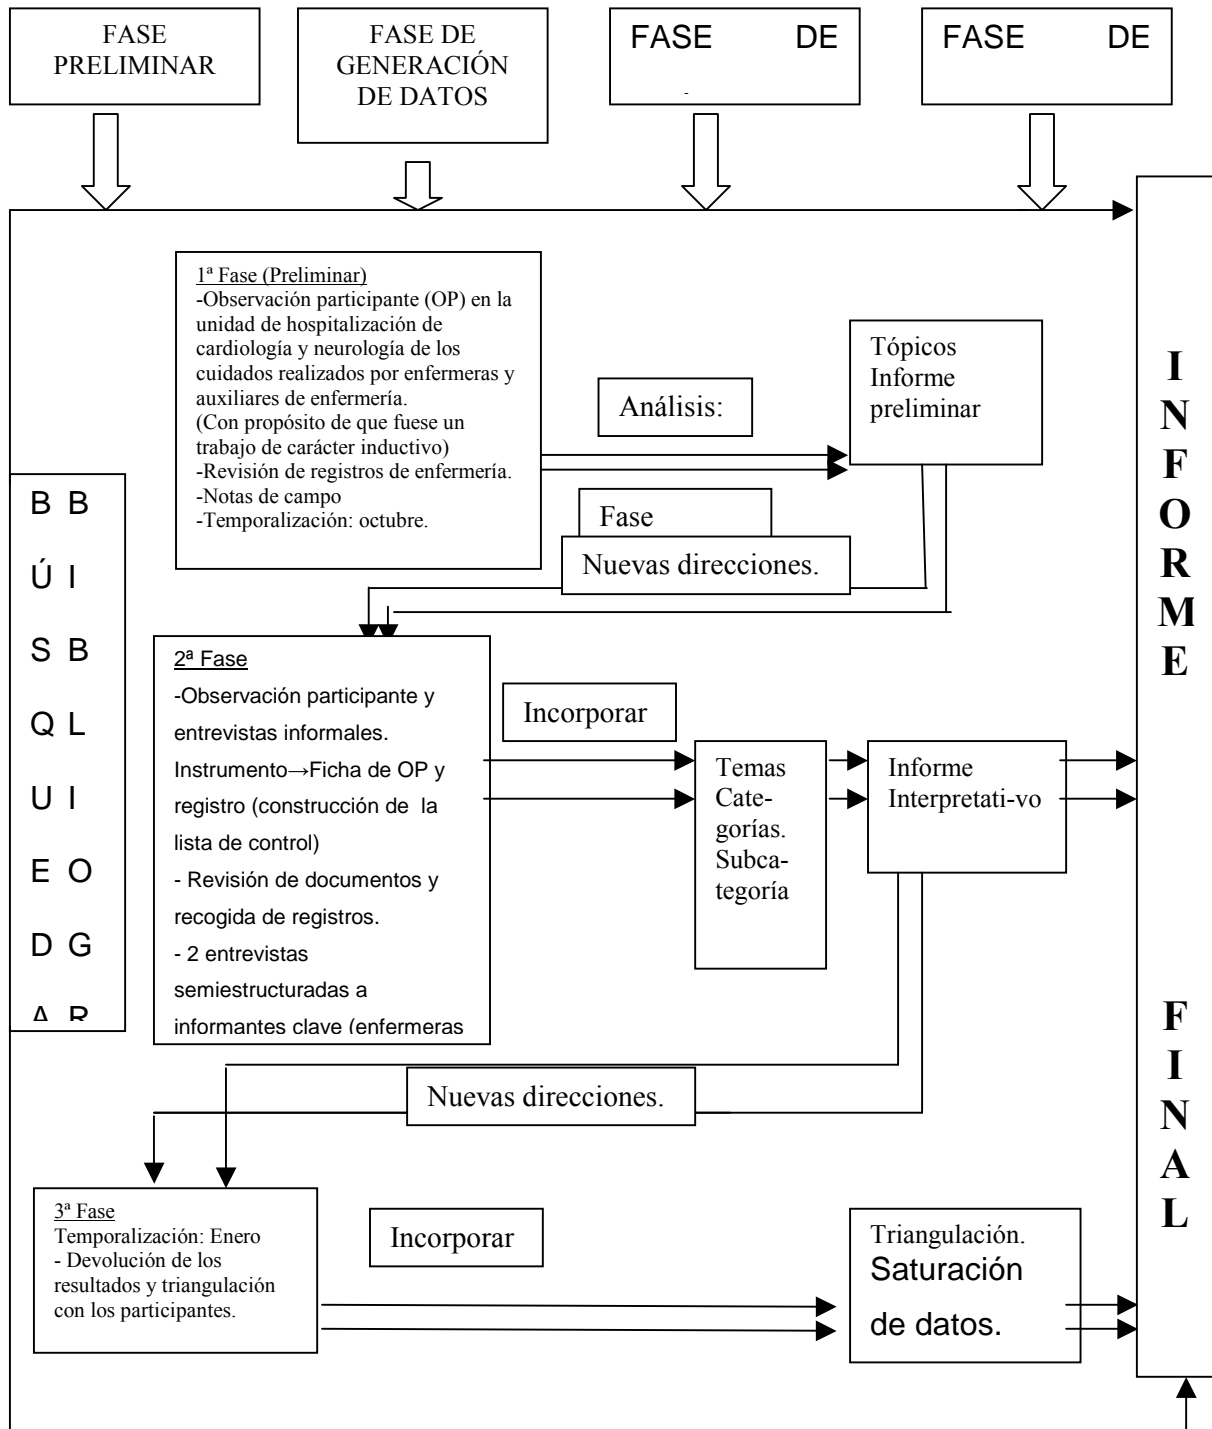 FASE
PRELIMINAR
FASE DE
GENERACIÓN
DE DATOS
FASE DE
FASE DE
1ª Fase (Preliminar)
-Observación participante (OP) en la
unidad de hospitalización de
cardiología y neurología de los
cuidados realizados por enfermeras y
auxiliares de enfermería.
(Con propósito de que fuese un
trabajo de carácter inductivo)
-Revisión de registros de enfermería.
-Notas de campo
-Temporalización: octubre.
Análisis:
Tópicos
Informe
preliminar
Fase
Nuevas direcciones.
B B
Ú I
S B
Q L
U I
E O
D G
A R
2ª Fase
-Observación participante y
entrevistas informales.
Instrumento→Ficha de OP y
registro (construcción de la
lista de control)
- Revisión de documentos y
recogida de registros.
- 2 entrevistas
semiestructuradas a
informantes clave (enfermeras
Incorporar
Temas
Cate-
gorías.
Subca-
tegoría
Informe
Interpretati-vo
Nuevas direcciones.
3ª Fase
Temporalización: Enero
- Devolución de los
resultados y triangulación
con los participantes.
Incorporar
Triangulación.
Saturación
de datos.
I
N
F
O
R
M
E
F
I
N
A
L